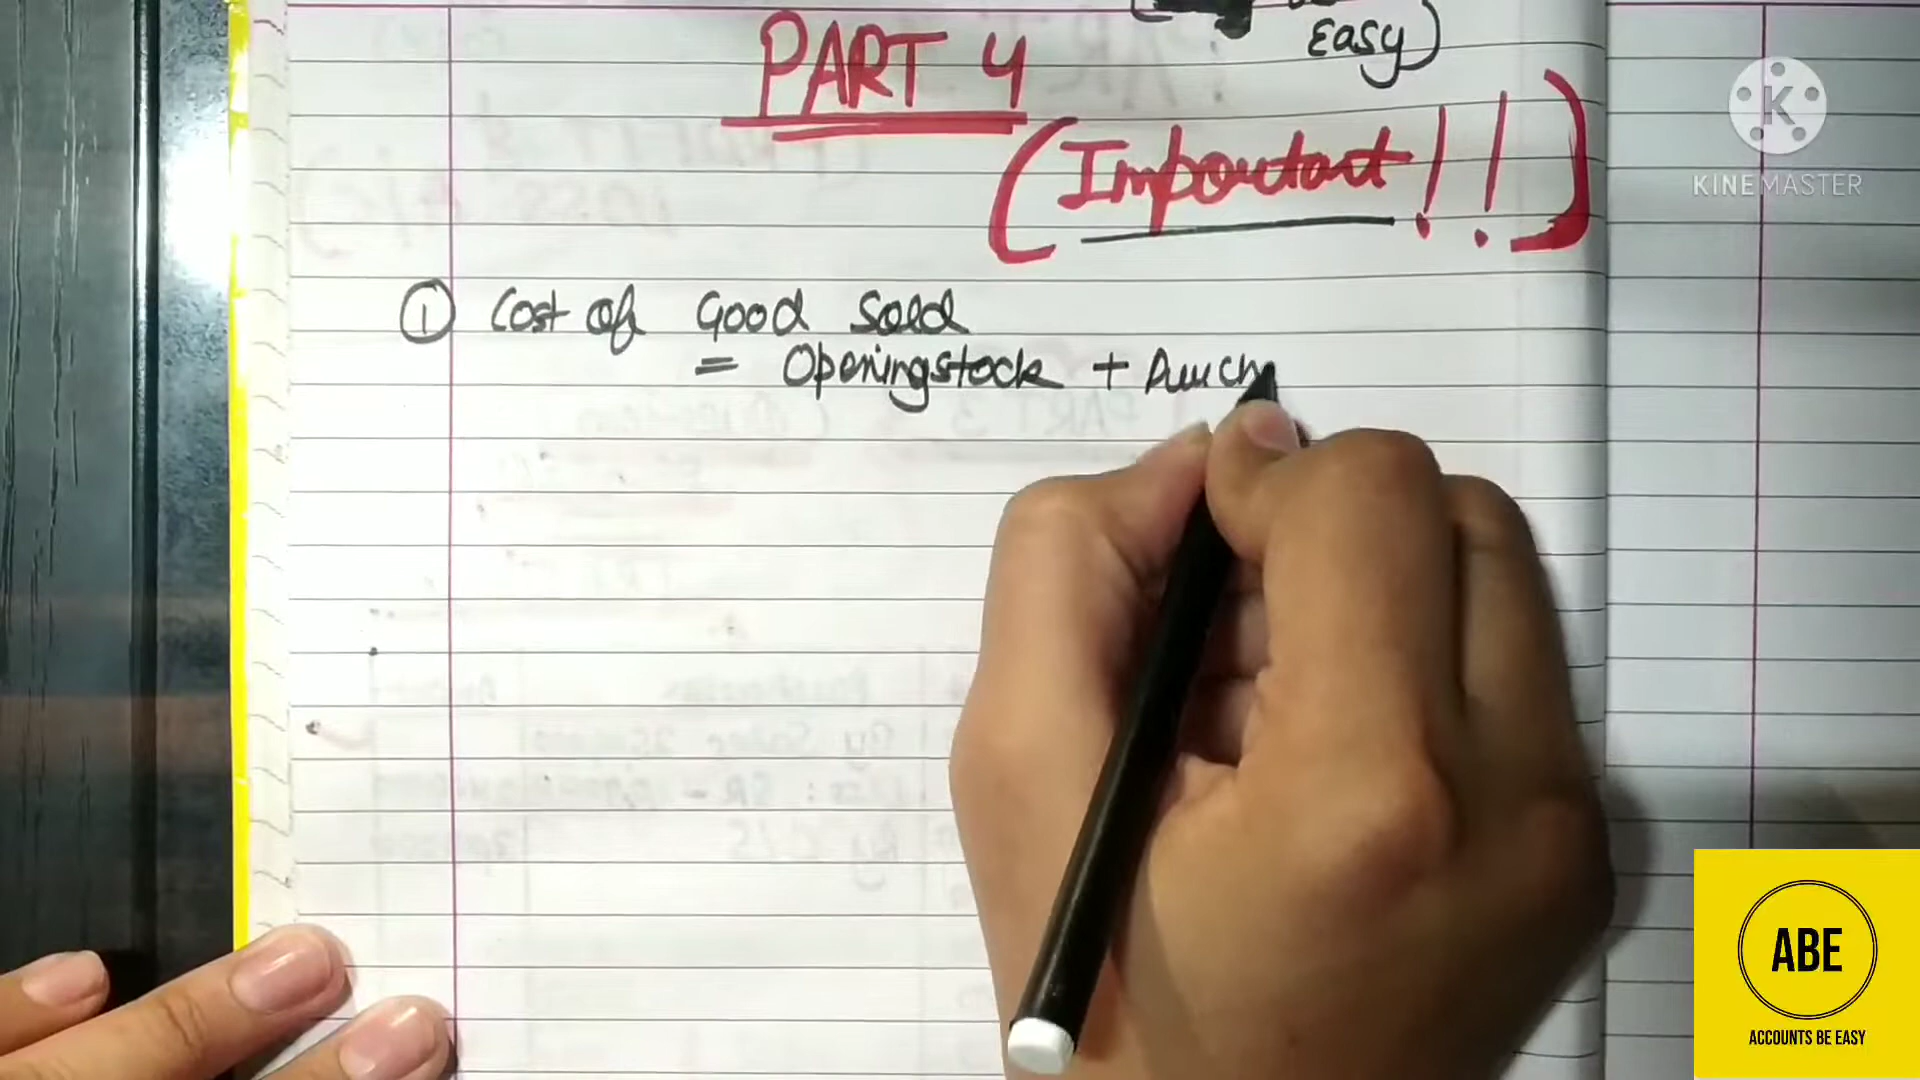 Easy)
PART 4
(Important!!)
① Cost of Good Sold
= Openingstock + Purch
KINEMASTER
ABE
ACCOUNTS BE EASY